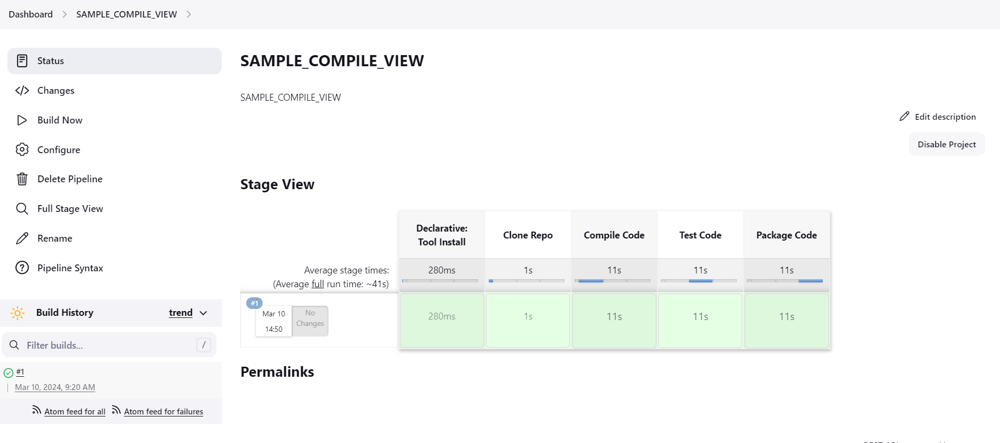 Dashboard
SAMPLE_COMPILE_VIEW
Status
Changes
Build Now
Configure
Delete Pipeline
Full Stage View
Rename
Pipeline Syntax
Build History
trend
Filter builds...
/
#1
Mar 10, 2024, 9:20 AM
Atom feed for all
Atom feed for failures
SAMPLE_COMPILE_VIEW
SAMPLE_COMPILE_VIEW
Edit description
Disable Project
Stage View
Declarative:
Tool Install
Clone Repo
Compile Code
Test Code
Package Code
Average stage times:
(Average full run time: ~41s)
280ms
1s
11s
11s
11s
#1
Mar 10
14:50
No
Changes
280ms
1s
11s
11s
11s
Permalinks